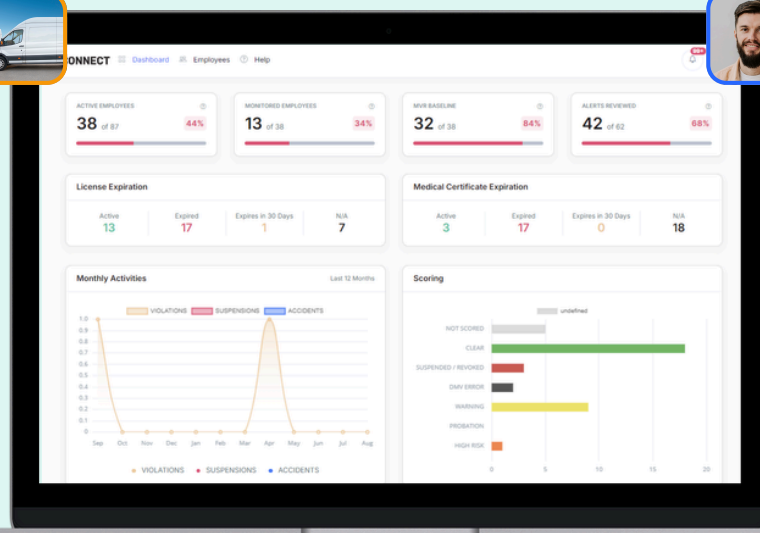 ONNECT Dashboard Employees Help 99+
ACTIVE EMPLOYEES
38 of 87 44%
MONITORED EMPLOYEES
13 of 38 34%
MVR BASELINE
32 of 38 84%
ALERTS REVIEWED
42 of 62 68%
License Expiration
Active Expired Expires in 30 Days N/A
13 17 1 7
Medical Certificate Expiration
Active Expired Expires in 30 Days N/A
3 17 0 18
Monthly Activities Last 12 Months
VIOLATIONS SUSPENSIONS ACCIDENTS
1.0
0.9
0.8
0.7
0.6
0.5
0.4
0.3
0.2
0.1
0
Sep Oct Nov Dec Jan Feb Mar Apr May Jun Jul Aug
VIOLATIONS SUSPENSIONS ACCIDENTS
Scoring
undefined
NOT SCORED
CLEAR
SUSPENDED / REVOKED
DMV ERROR
WARNING
PROBATION
HIGH RISK
0 5 10 15 20